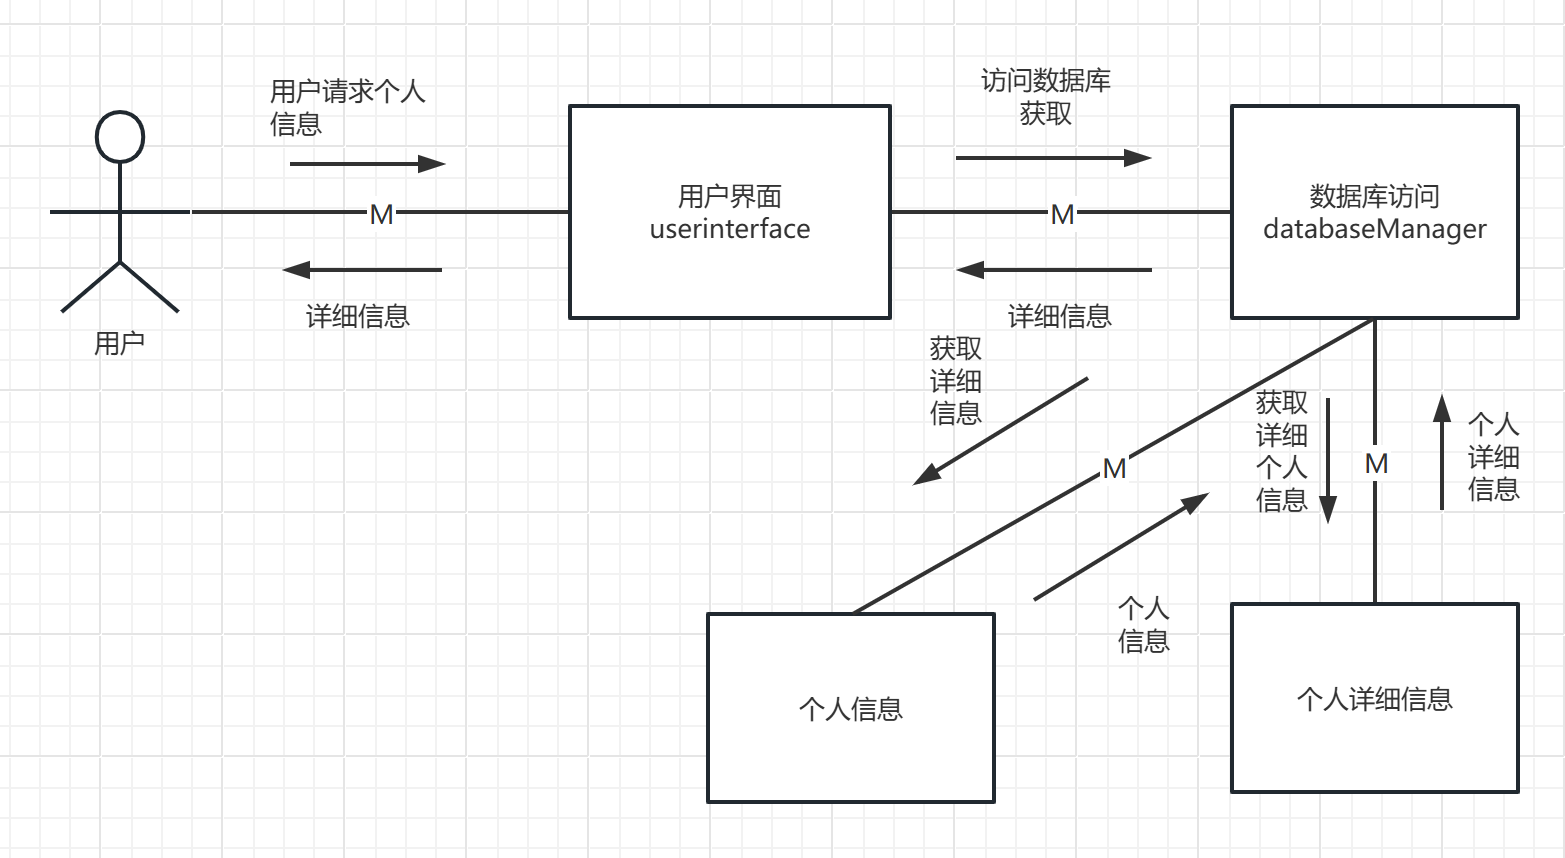 用户请求个人
信息
M
详细信息
用户
用户界面
userinterface
访问数据库
获取
M
详细信息
数据库访问
databaseManager
获取
详细
信息
M
个人
信息
获取
详细
个人
信息
M
个人
详细
信息
个人信息
个人详细信息